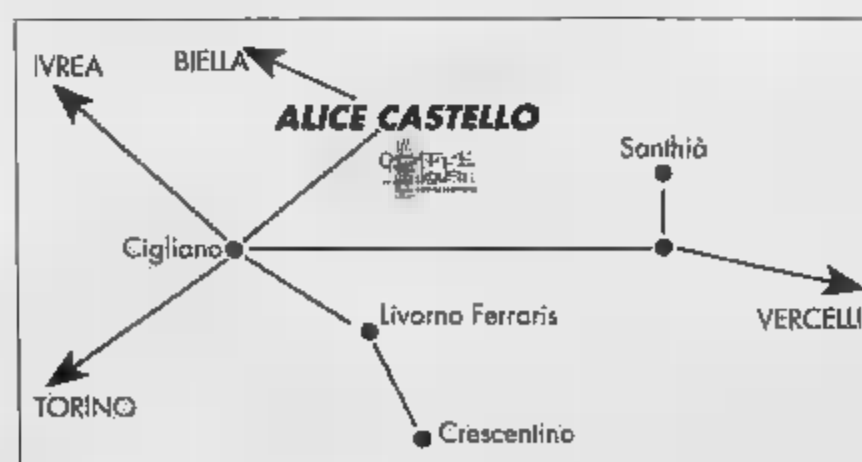 IVREA
BIELLA
ALICE CASTELLO
Santhià
Cigliano
Livorno Ferraris
VERCELLI
TORINO
Crescentino